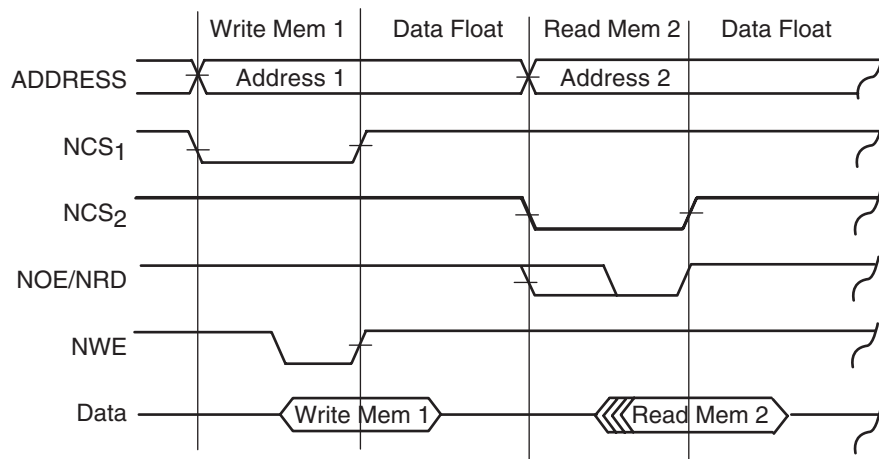 Write Mem 1 Data Float Read Mem 2 Data Float
ADDRESS Address 1 Address 2
NCS1
NCS2
NOE/NRD
NWE
Data Write Mem 1 Read Mem 2